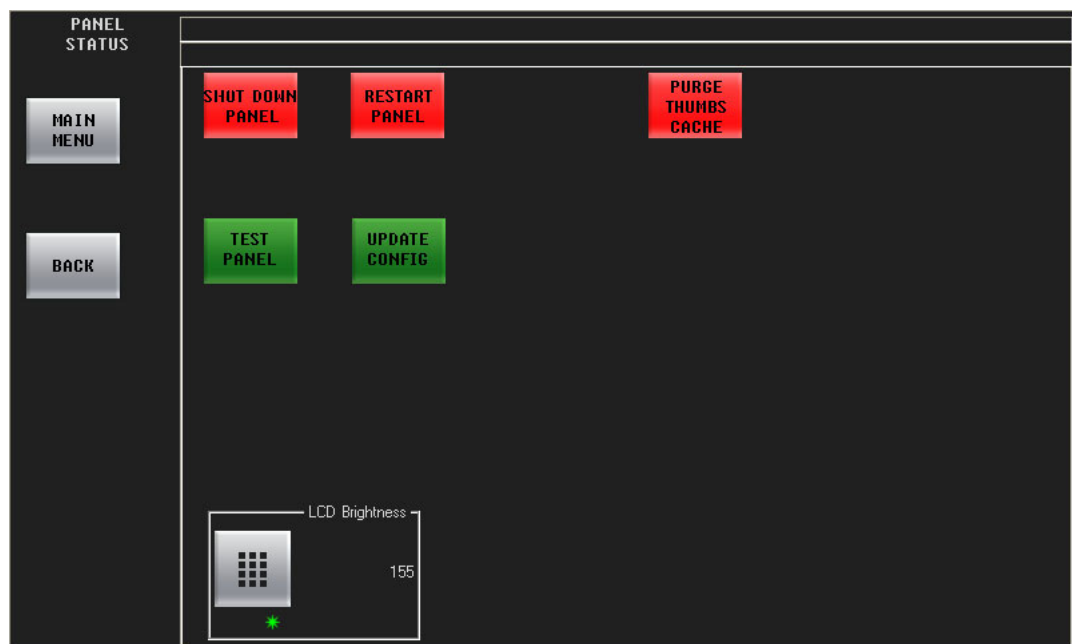 PANEL
STATUS
MAIN
MENU
BACK
SHUT DOWN
PANEL
RESTART
PANEL
PURGE
THUMBS
CACHE
TEST
PANEL
UPDATE
CONFIG
LCD Brightness
155